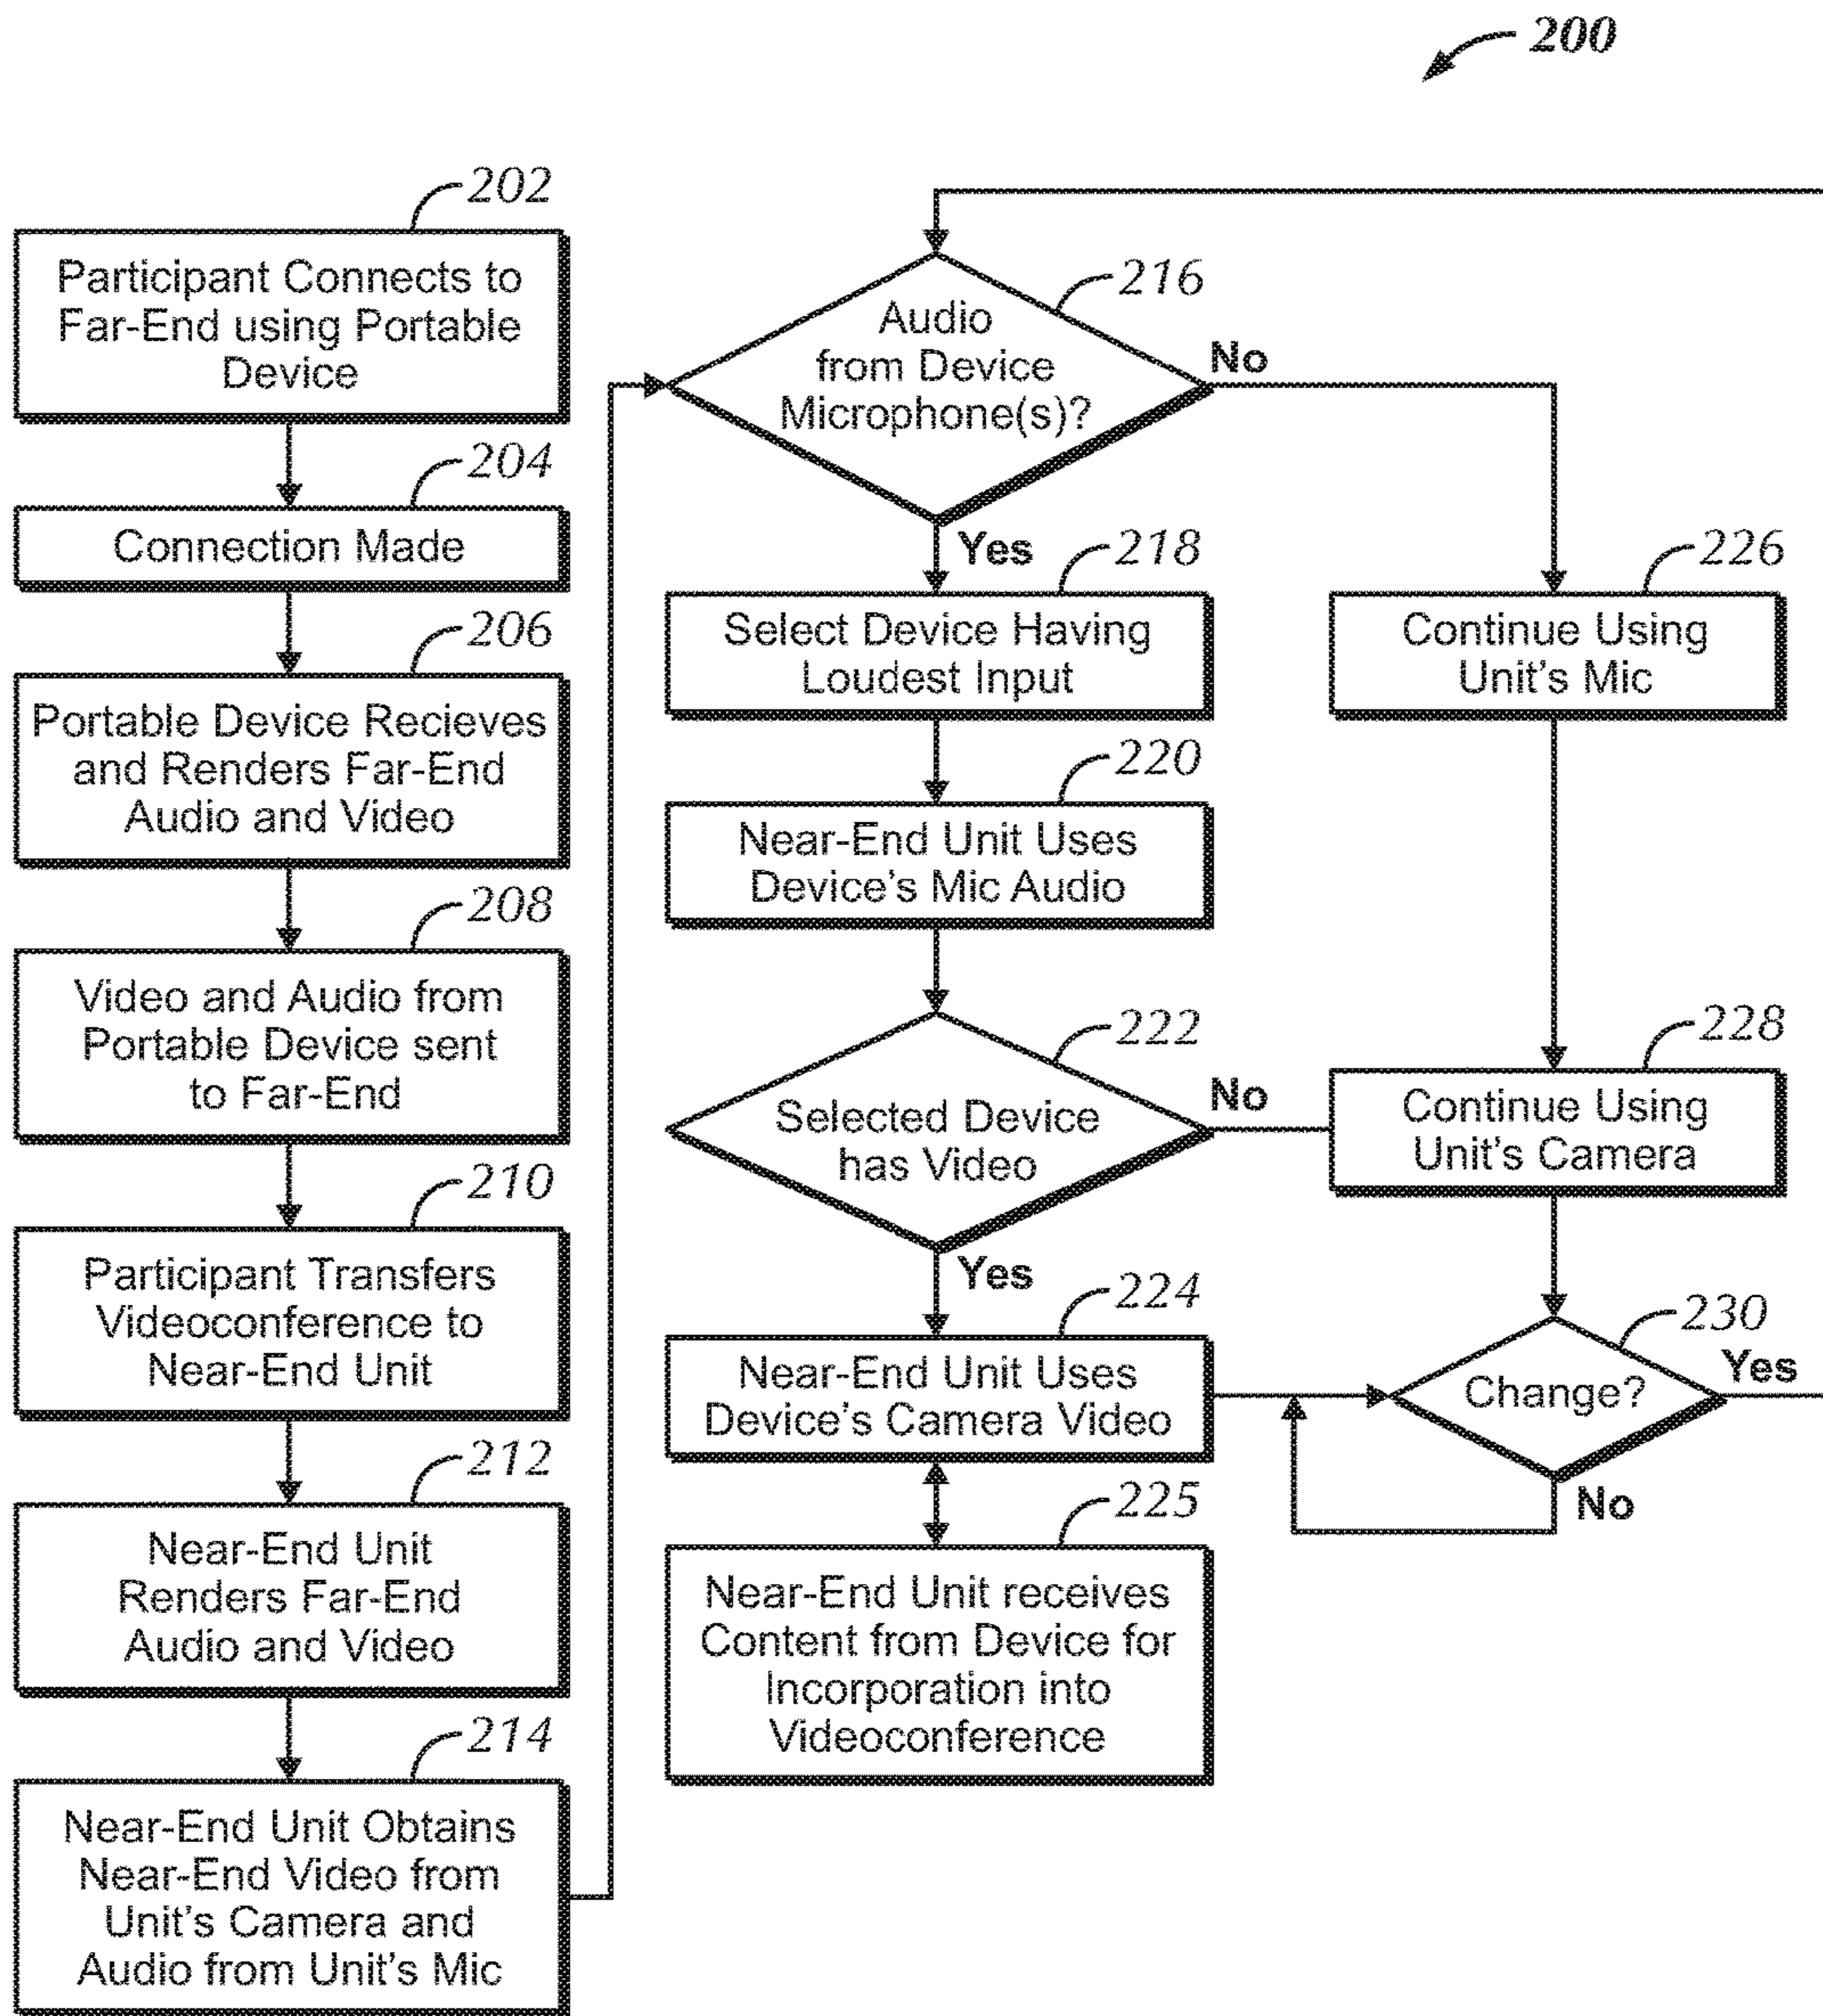 200
202
Participant Connects to
Far-End using Portable
Device
204
Connection Made
206
Portable Device Recieves
and Renders Far-End
Audio and Video
208
Video and Audio from
Portable Device sent
to Far-End
210
Participant Transfers
Videoconference to
Near-End Unit
212
Near-End Unit
Renders Far-End
Audio and Video
214
Near-End Unit Obtains
Near-End Video from
Unit's Camera and
Audio from Unit's Mic
216
Audio
from Device
Microphone(s)?
No
Yes
218
Select Device Having
Loudest Input
220
Near-End Unit Uses
Device's Mic Audio
222
Selected Device
has Video
No
Yes
224
Near-End Unit Uses
Device's Camera Video
225
Near-End Unit receives
Content from Device for
Incorporation into
Videoconference
226
Continue Using
Unit's Mic
228
Continue Using
Unit's Camera
230
Change?
Yes
No